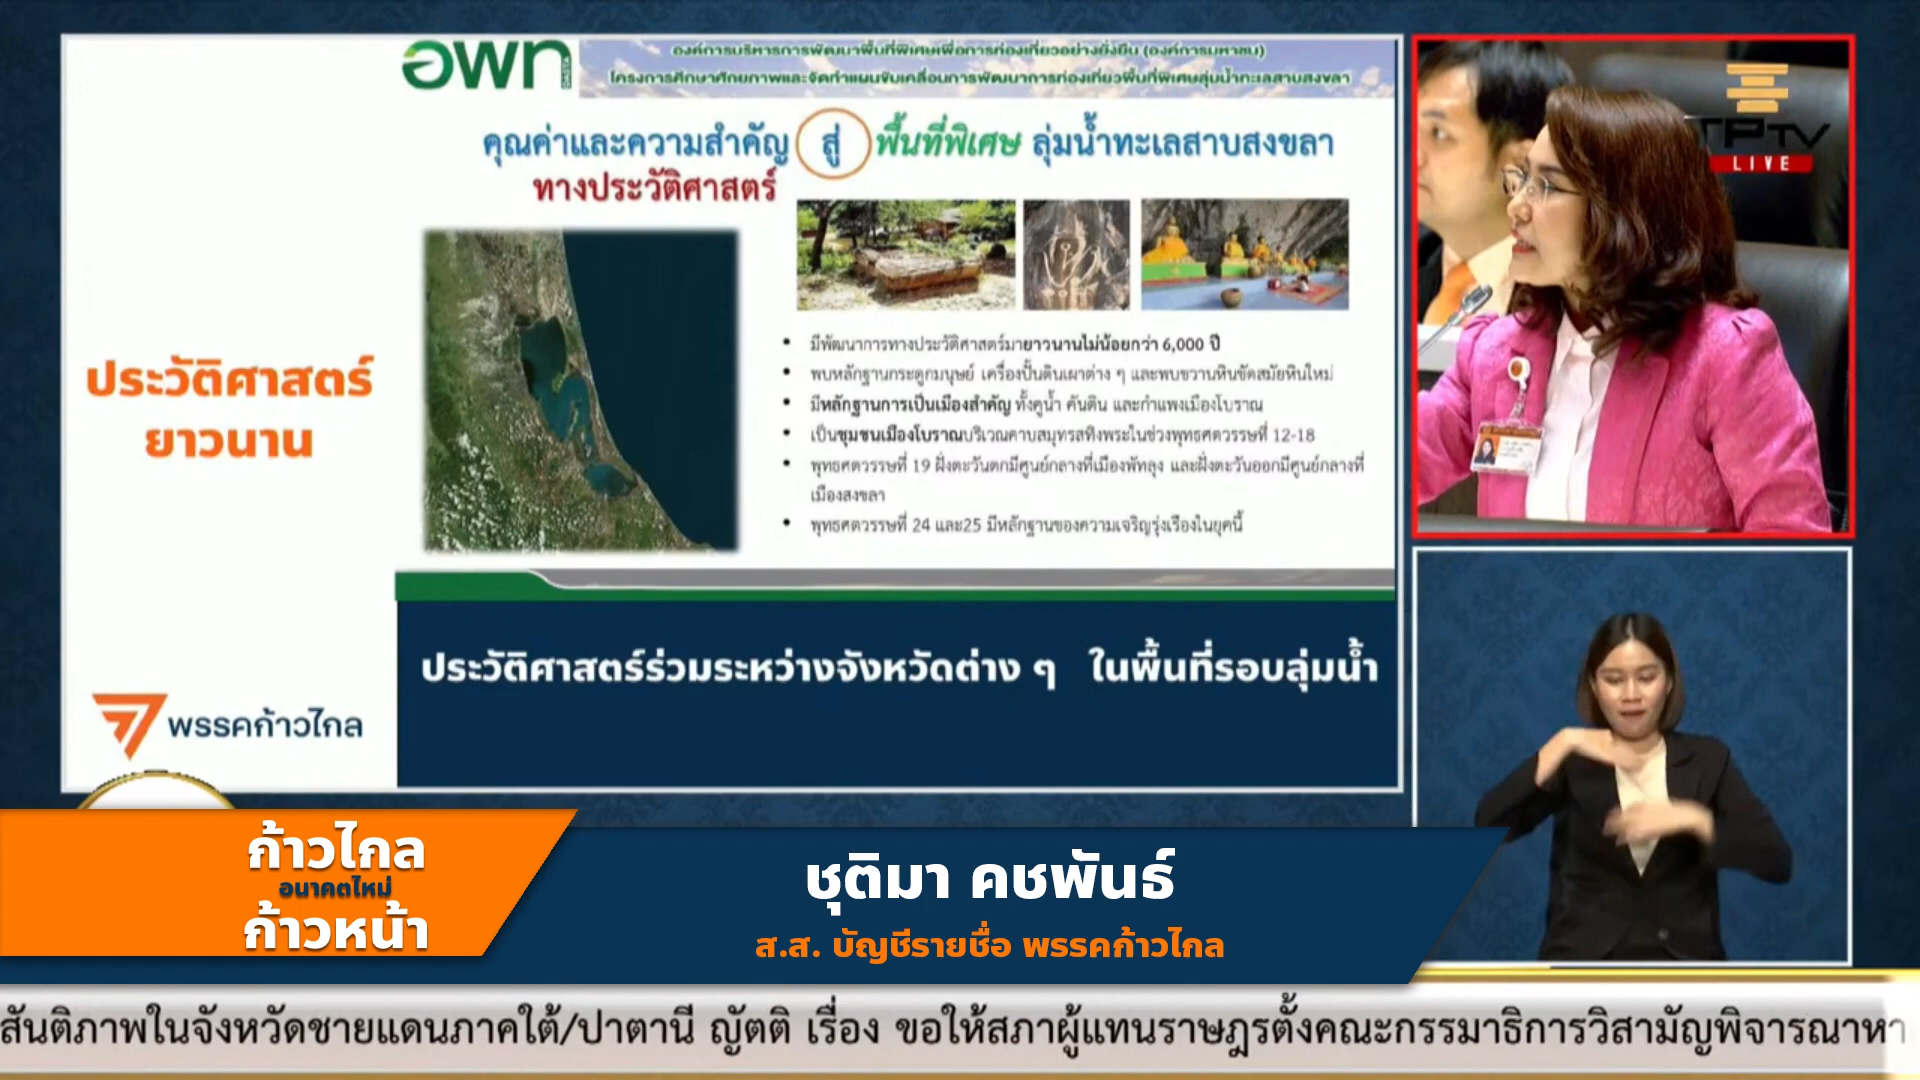 อพท
DASTA
องค์การบริหารการพัฒนาพื้นที่พิเศษเพื่อการท่องเที่ยวอย่างยั่งยืน (องค์การมหาชน)
โครงการศึกษาศักยภาพและจัดทำแผนขับเคลื่อนการพัฒนาการท่องเที่ยวพื้นที่พิเศษลุ่มน้ำทะเลสาบสงขลา
คุณค่าและความสำคัญ สู่ พื้นที่พิเศษ ลุ่มน้ำทะเลสาบสงขลา
ทางประวัติศาสตร์
• มีพัฒนาการทางประวัติศาสตร์มายาวนานไม่น้อยกว่า 6,000 ปี
• พบหลักฐานกระดูกมนุษย์ เครื่องปั้นดินเผาต่าง ๆ และพบขวานหินขัดสมัยหินใหม่
• มีหลักฐานการเป็นเมืองสำคัญ ทั้งคูน้ำ คันดิน และกำแพงเมืองโบราณ
• เป็นชุมชนเมืองโบราณบริเวณคาบสมุทรสทิงพระในช่วงพุทธศตวรรษที่ 12-18
• พุทธศตวรรษที่ 19 ฝั่งตะวันตกมีศูนย์กลางที่เมืองพัทลุง และฝั่งตะวันออกมีศูนย์กลางที่
เมืองสงขลา
• พุทธศตวรรษที่ 24 และ25 มีหลักฐานของความเจริญรุ่งเรืองในยุคนี้
ประวัติศาสตร์
ยาวนาน
ประวัติศาสตร์ร่วมระหว่างจังหวัดต่าง ๆ ในพื้นที่รอบลุ่มน้ำ
พรรคก้าวไกล
TPTV
LIVE
ก้าวไกล
อนาคตใหม่
ก้าวหน้า
ชุติมา คชพันธ์
ส.ส. บัญชีรายชื่อ พรรคก้าวไกล
สันติภาพในจังหวัดชายแดนภาคใต้/ปาตานี ญัตติ เรื่อง ขอให้สภาผู้แทนราษฎรตั้งคณะกรรมาธิการวิสามัญพิจารณาหา